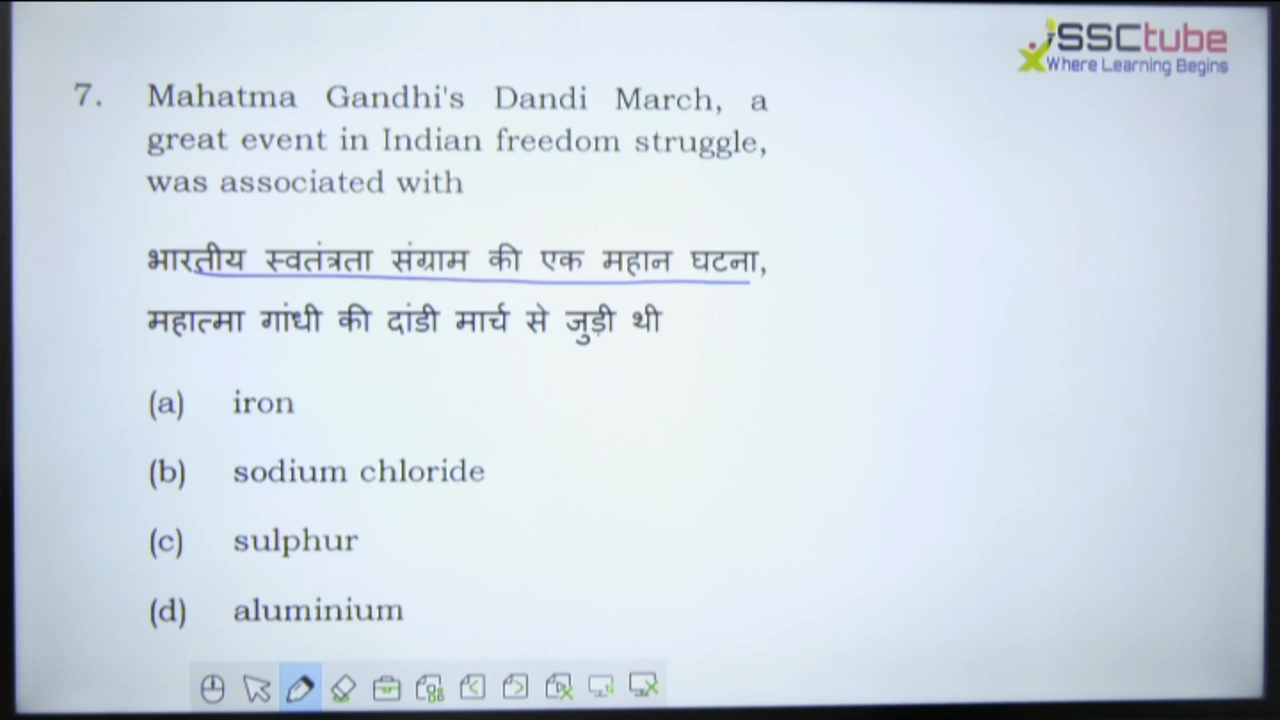 SSCtube
Where Learning Begins
7. Mahatma Gandhi's Dandi March, a
great event in Indian freedom struggle,
was associated with
भारतीय स्वतंत्रता संग्राम की एक महान घटना,
महात्मा गांधी की दांडी मार्च से जुड़ी थी
(a) iron
(b) sodium chloride
(c) sulphur
(d) aluminium